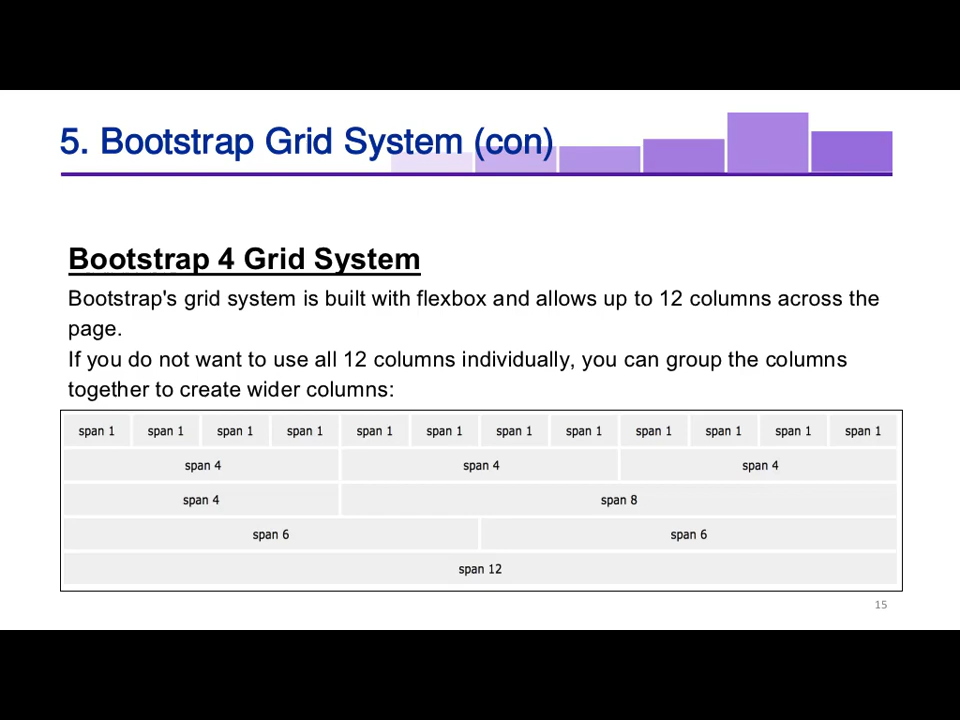 5. Bootstrap Grid System (con)
Bootstrap 4 Grid System
Bootstrap's grid system is built with flexbox and allows up to 12 columns across the
page.
If you do not want to use all 12 columns individually, you can group the columns
together to create wider columns:
span 1 span 1 span 1 span 1 span 1 span 1 span 1 span 1 span 1 span 1 span 1 span 1
span 4 span 4 span 4
span 4 span 8
span 6 span 6
span 12
15